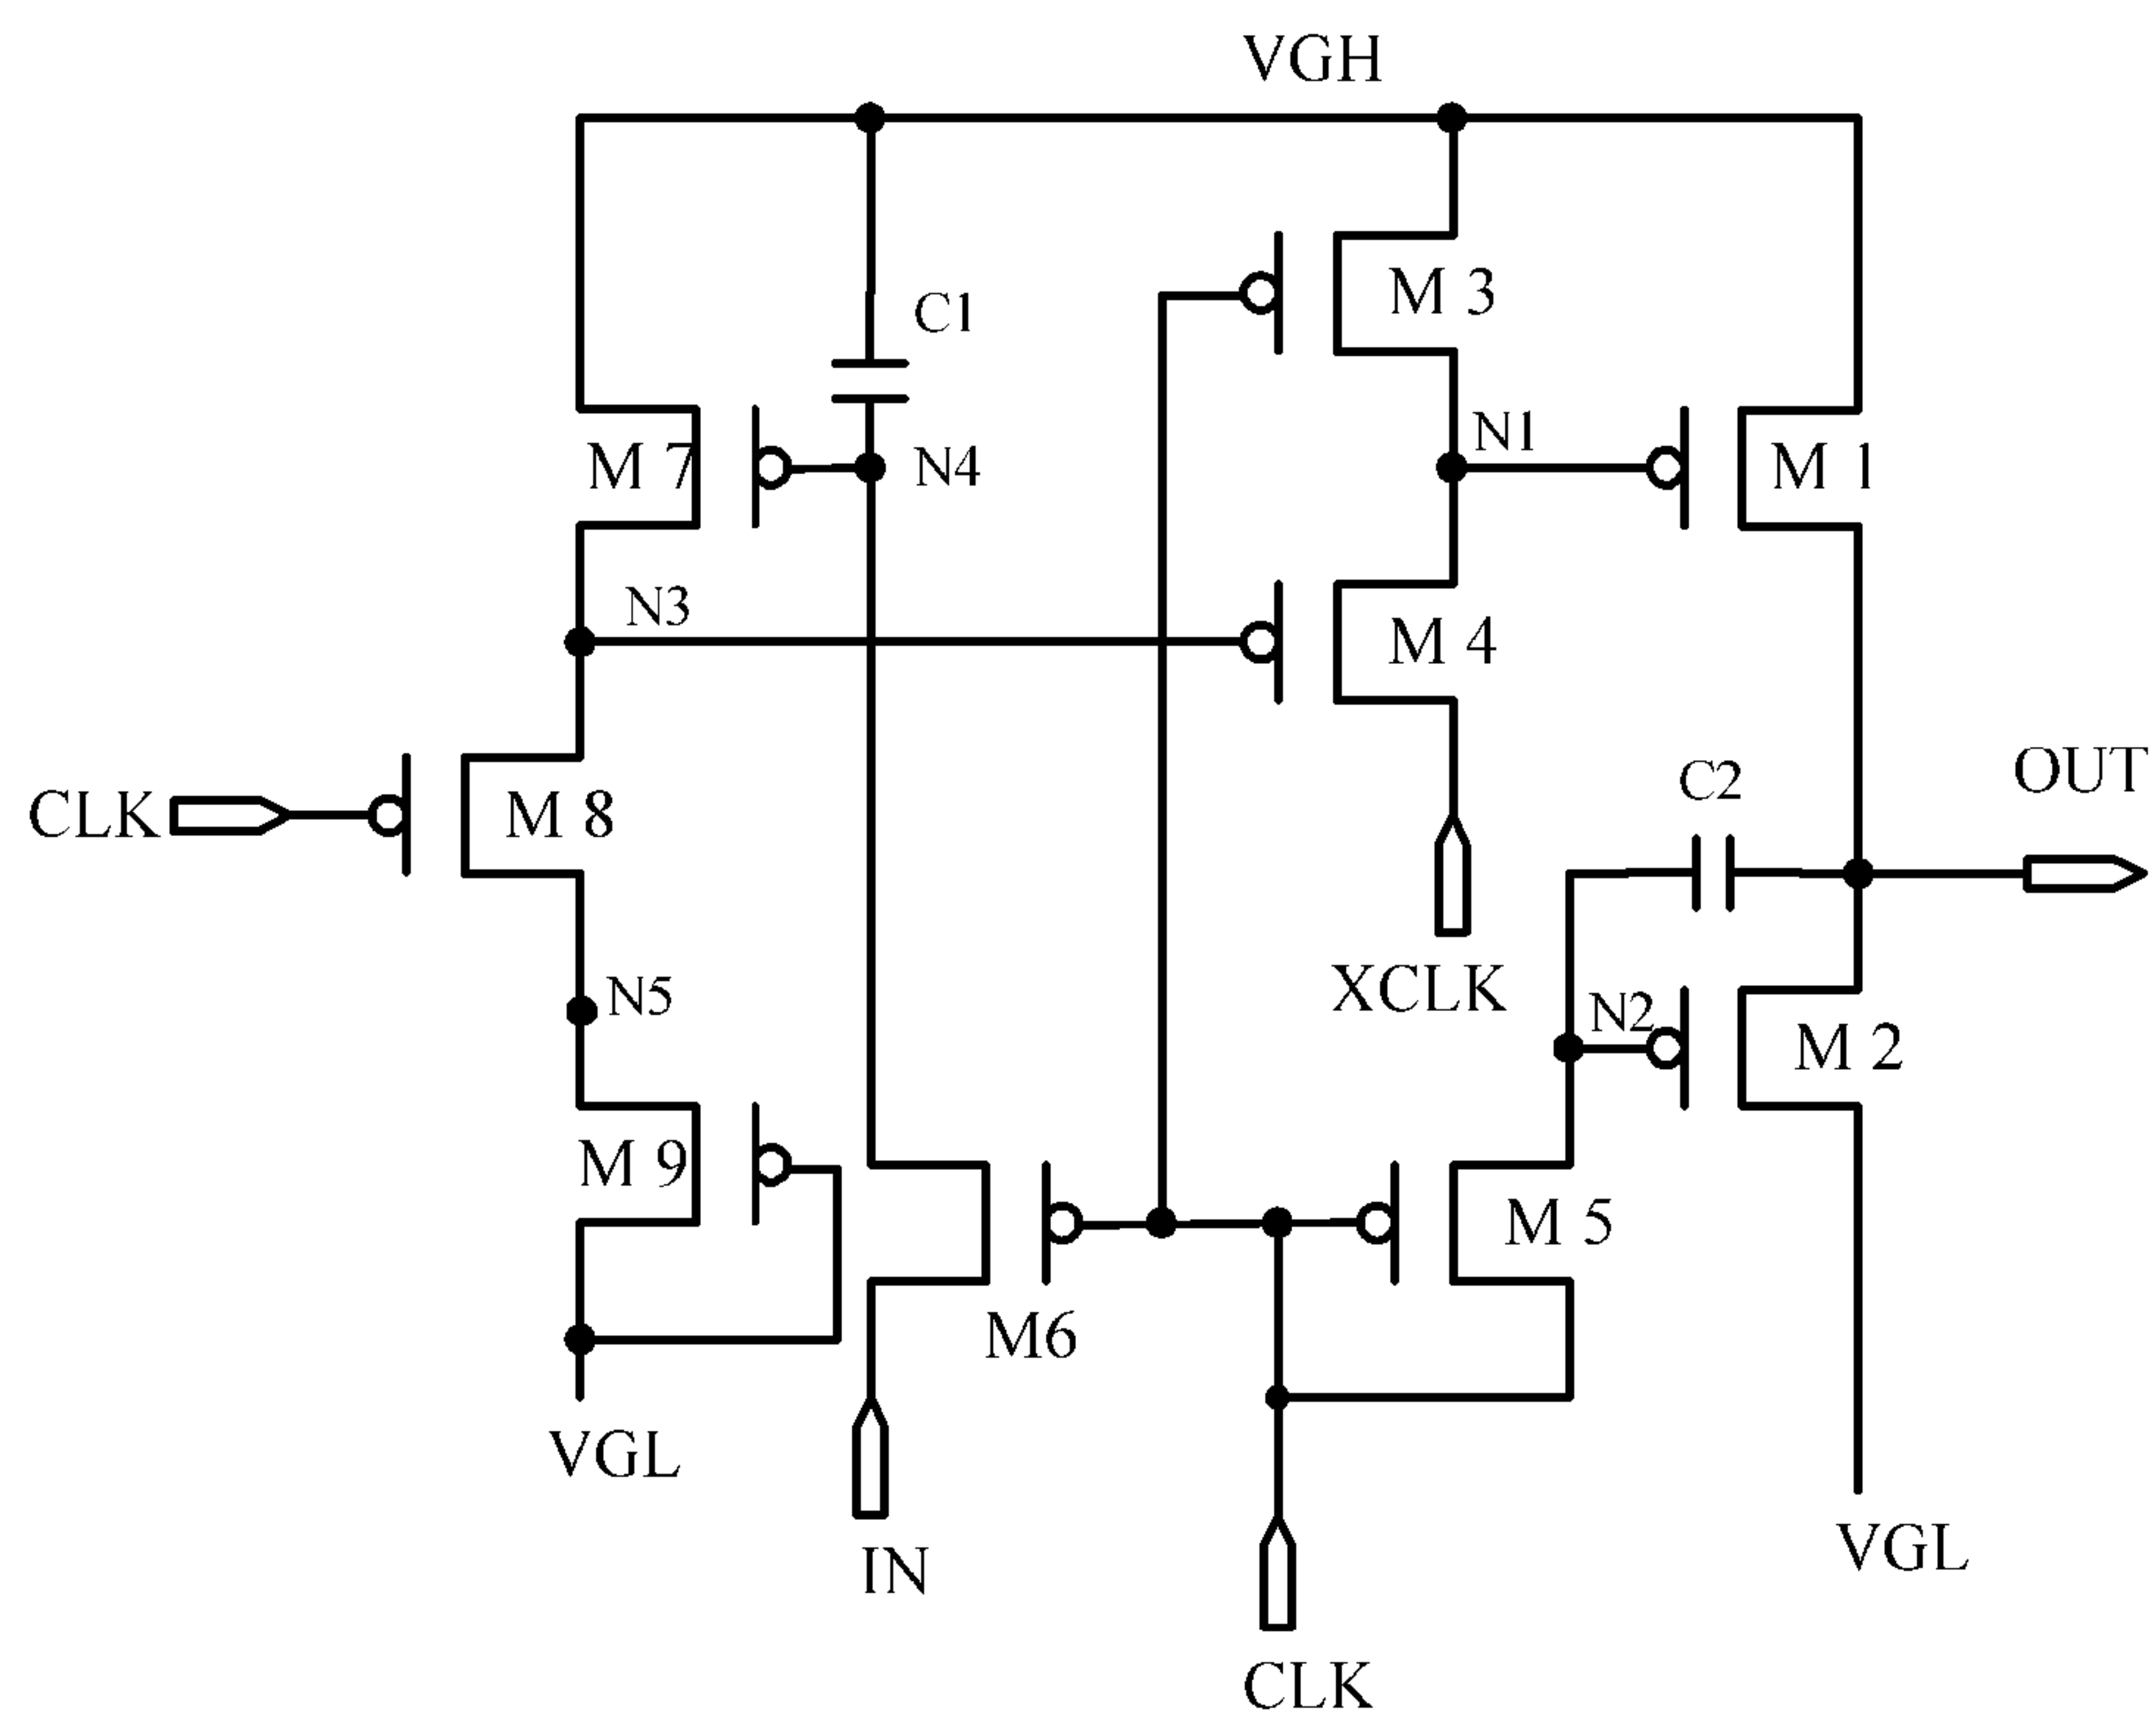 VGH
C1
M 3
N1
M 7
N4
M 1
N3
M 4
OUT
C2
CLK
M 8
XCLK
N5
N2
M 2
M 9
M 5
M6
VGL
IN
VGL
CLK